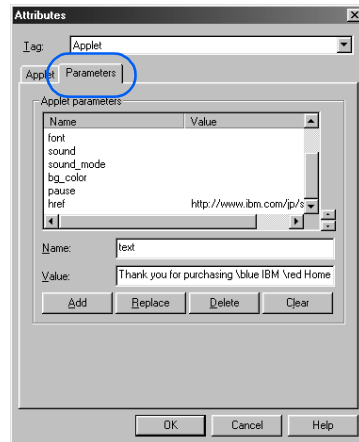 Attributes
Tag: Applet
Applet Parameters
Applet parameters
Name Value
font
sound
sound_mode
bg_color
pause
href http://www.ibm.com/jp/s
Name: text
Value: Thank you for purchasing \blue IBM \red Home
Add Replace Delete Clear
OK Cancel Help